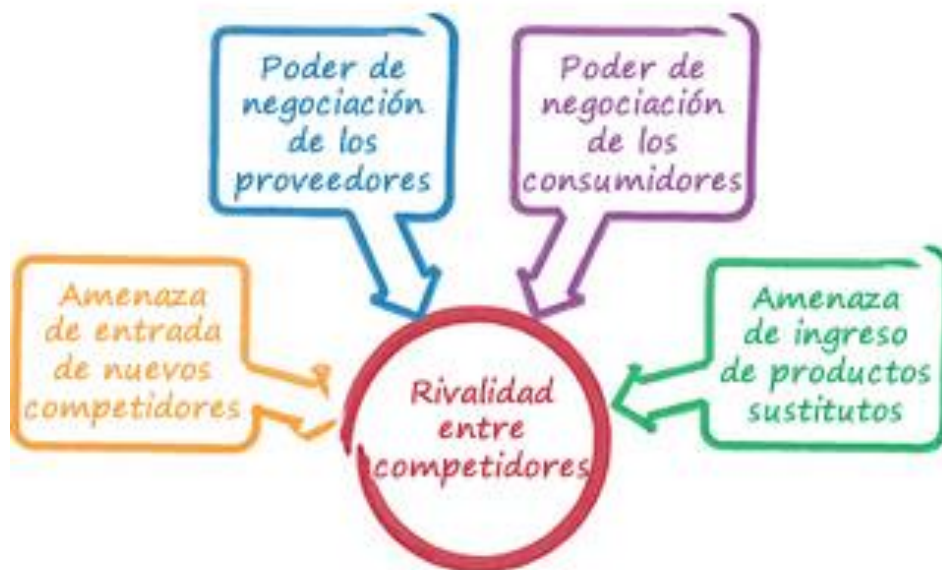 Poder de
negociación
de los
proveedores
Poder de
negociación
de los
consumidores
Amenaza
de entrada
de nuevos
competidores
Rivalidad
entre
competidores
Amenaza
de ingreso
de productos
sustitutos